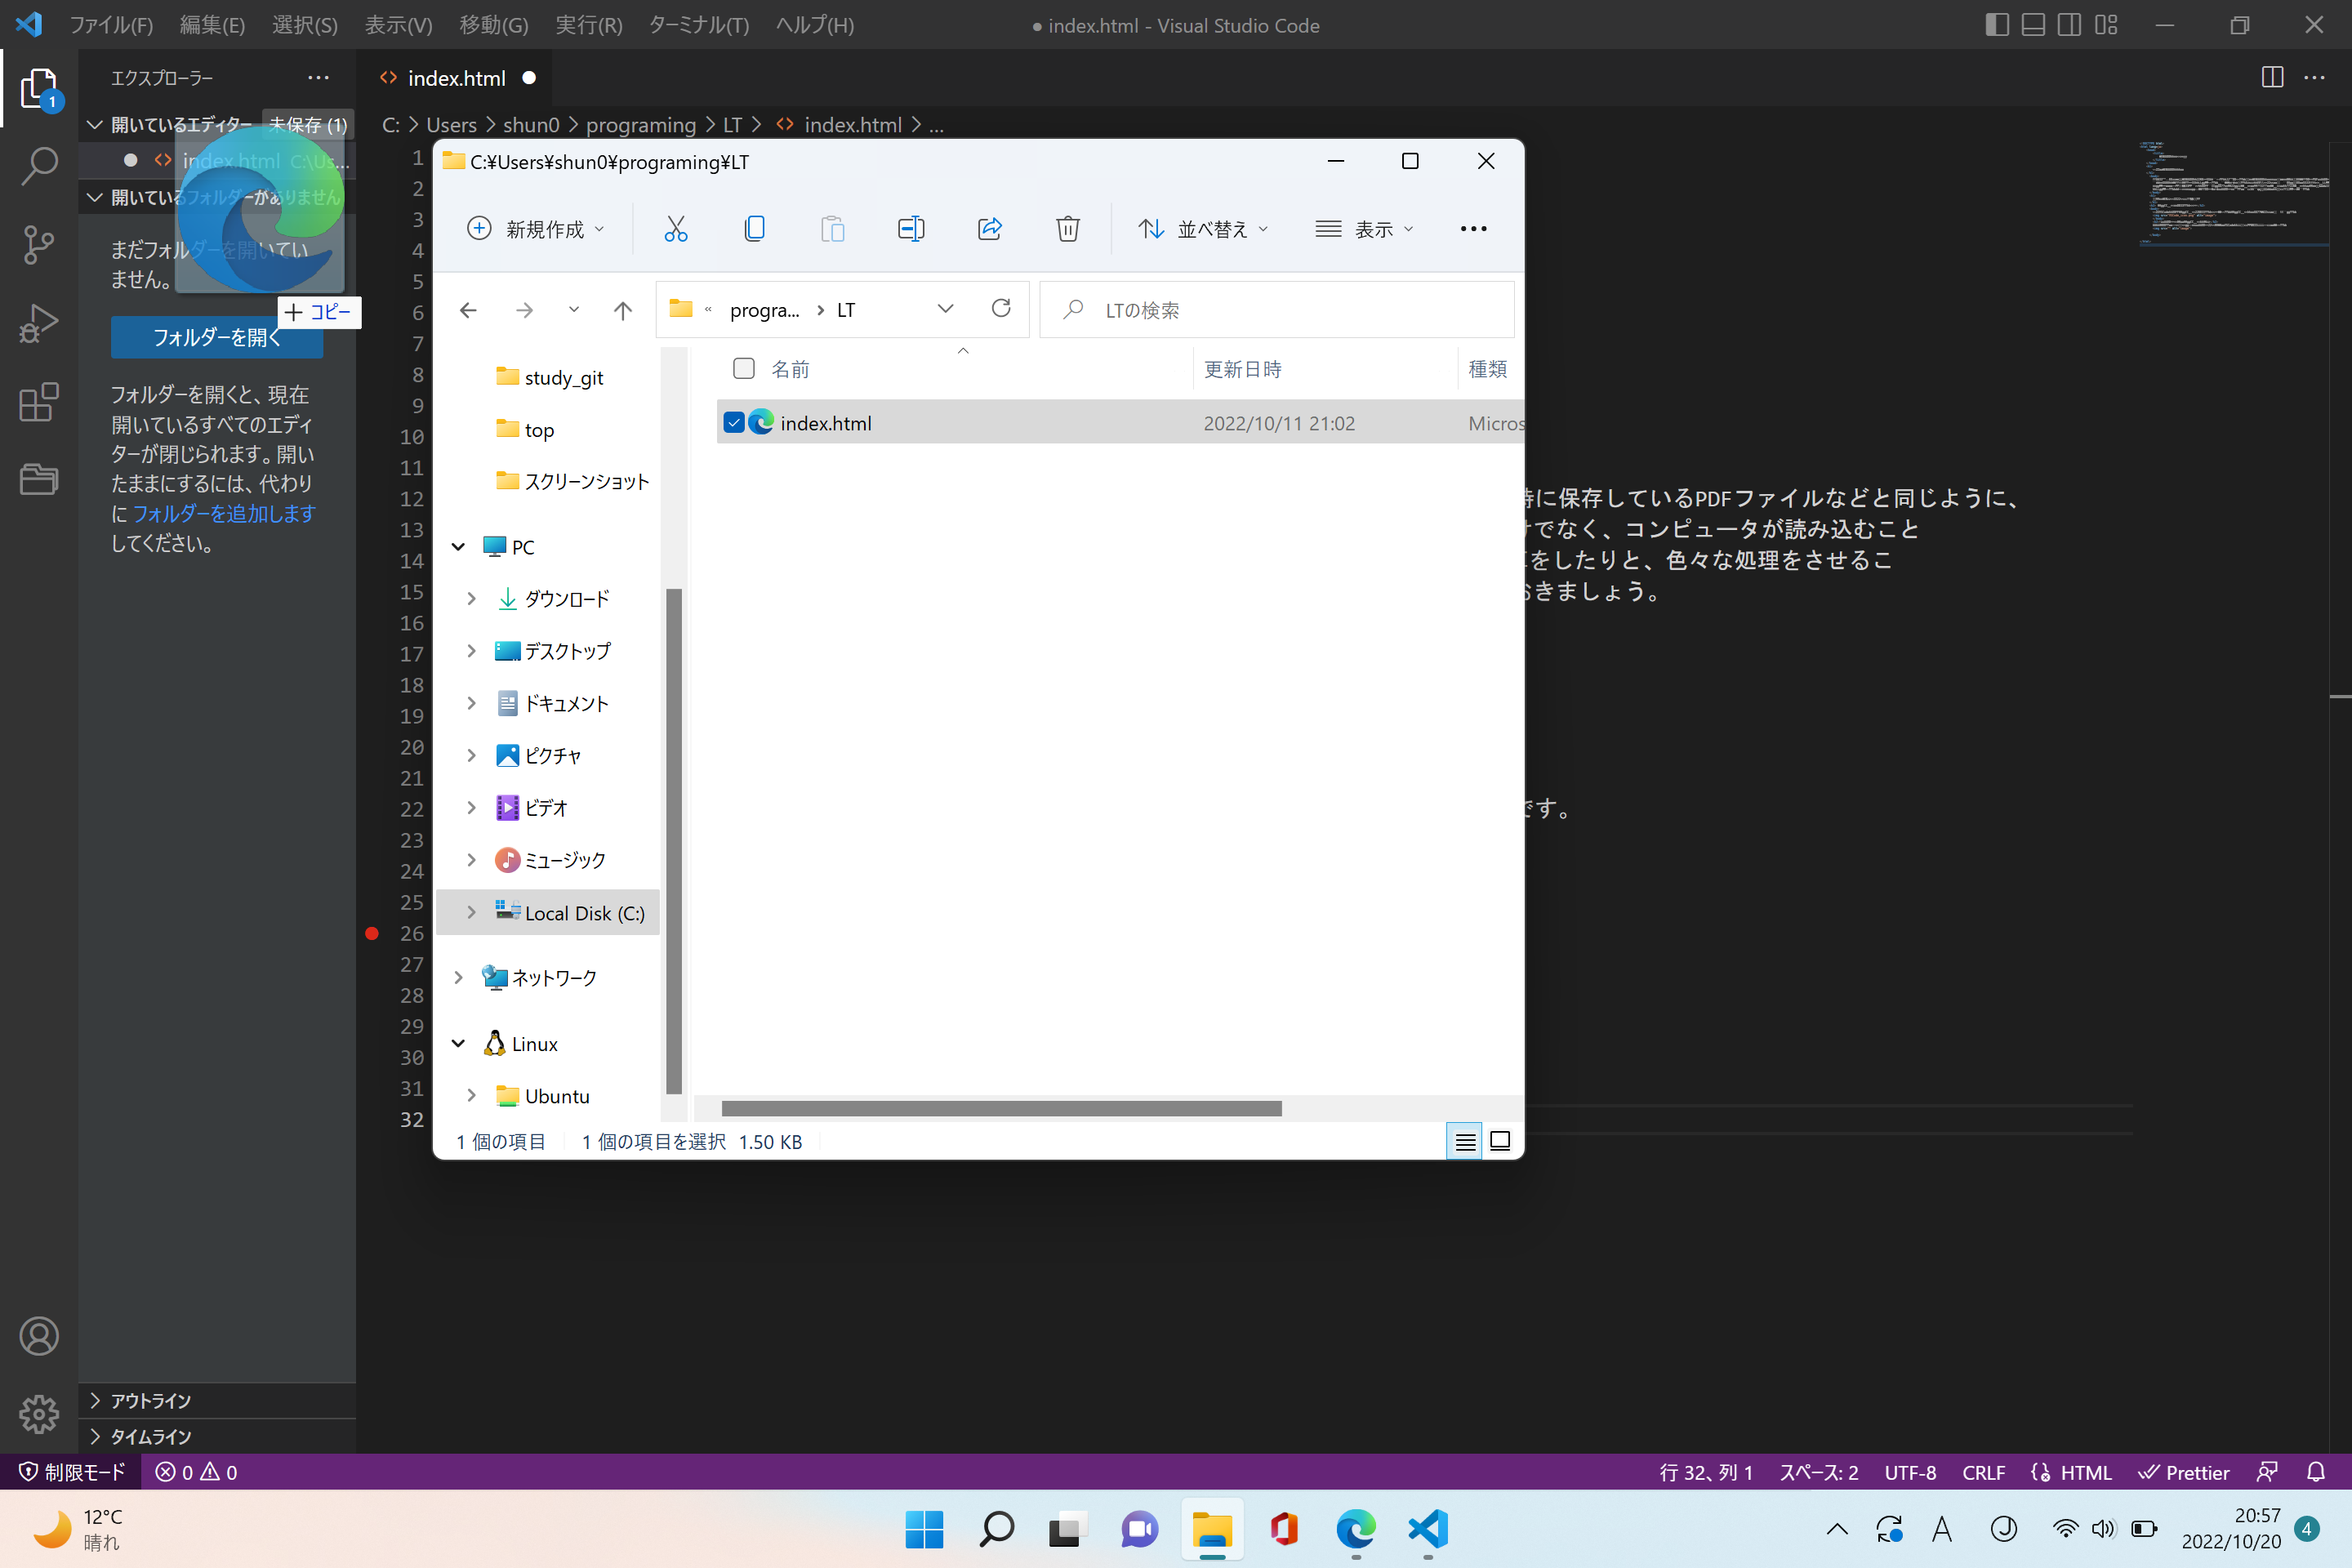 ファイル(F) 編集(E) 選択(S) 表示(V) 移動(G) 実行(R) ターミナル(T) ヘルプ(H)
● index.html - Visual Studio Code
エクスプローラー
1
index.html ●
開いているエディター
未保存 (1)
C: > Users > shun0 > programing > LT > index.html > ...
index.html C:\Us...
開いているフォルダーがありません
まだフォルダーを開いてい
ません。
コピー
フォルダーを開く
フォルダーを開くと、現在
開いているすべてのエディ
ターが閉じられます。開い
たままにするには、代わり
に フォルダーを追加します
してください。
アウトライン
タイムライン
1
2
3
4
5
6
7
8
9
10
11
12
13
14
15
16
17
18
19
20
21
22
23
24
25
26
27
28
29
30
31
32
C:¥Users¥shun0¥programing¥LT
新規作成
並べ替え
表示
« progra... › LT
LTの検索
study_git
top
スクリーンショット
PC
ダウンロード
デスクトップ
ドキュメント
ピクチャ
ビデオ
ミュージック
Local Disk (C:)
ネットワーク
Linux
Ubuntu
名前 更新日時 種類
index.html 2022/10/11 21:02 Micros
1 個の項目 1 個の項目を選択 1.50 KB
に保存しているPDFファイルなどと同じように、
でなく、コンピュータが読み込むこと
をしたりと、色々な処理をさせるこ
きましょう。
です。
制限モード
0 0
行 32、列 1 スペース: 2 UTF-8 CRLF HTML Prettier
12°C
晴れ
A
J
20:57
2022/10/20
4